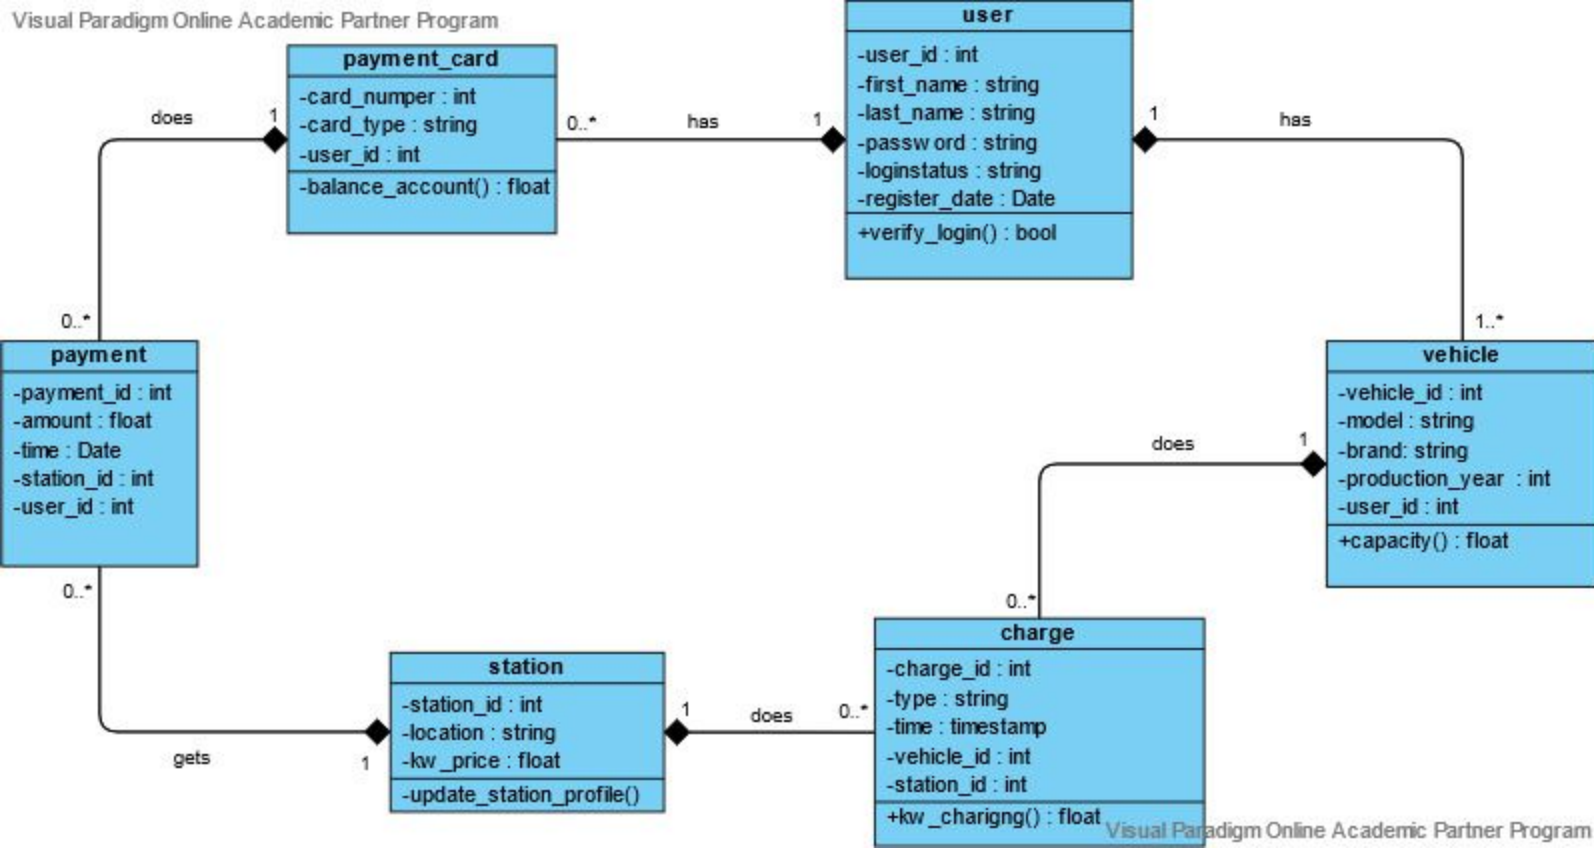 Visual Paradigm Online Academic Partner Program
payment_card
-card_numper : int
-card_type : string
-user_id : int
-balance_account() : float
user
-user_id : int
-first_name : string
-last_name : string
-password : string
-loginstatus : string
-register_date : Date
+verify_login() : bool
does
1
0..*
has
1
1
has
0..*
1..*
payment
-payment_id : int
-amount : float
-time : Date
-station_id : int
-user_id : int
vehicle
-vehicle_id : int
-model : string
-brand: string
-production_year : int
-user_id : int
+capacity() : float
does
1
0..*
0..*
gets
1
station
-station_id : int
-location : string
-kw_price : float
-update_station_profile()
1
does
0..*
charge
-charge_id : int
-type : string
-time : timestamp
-vehicle_id : int
-station_id : int
+kw_charigng() : float
Visual Paradigm Online Academic Partner Program